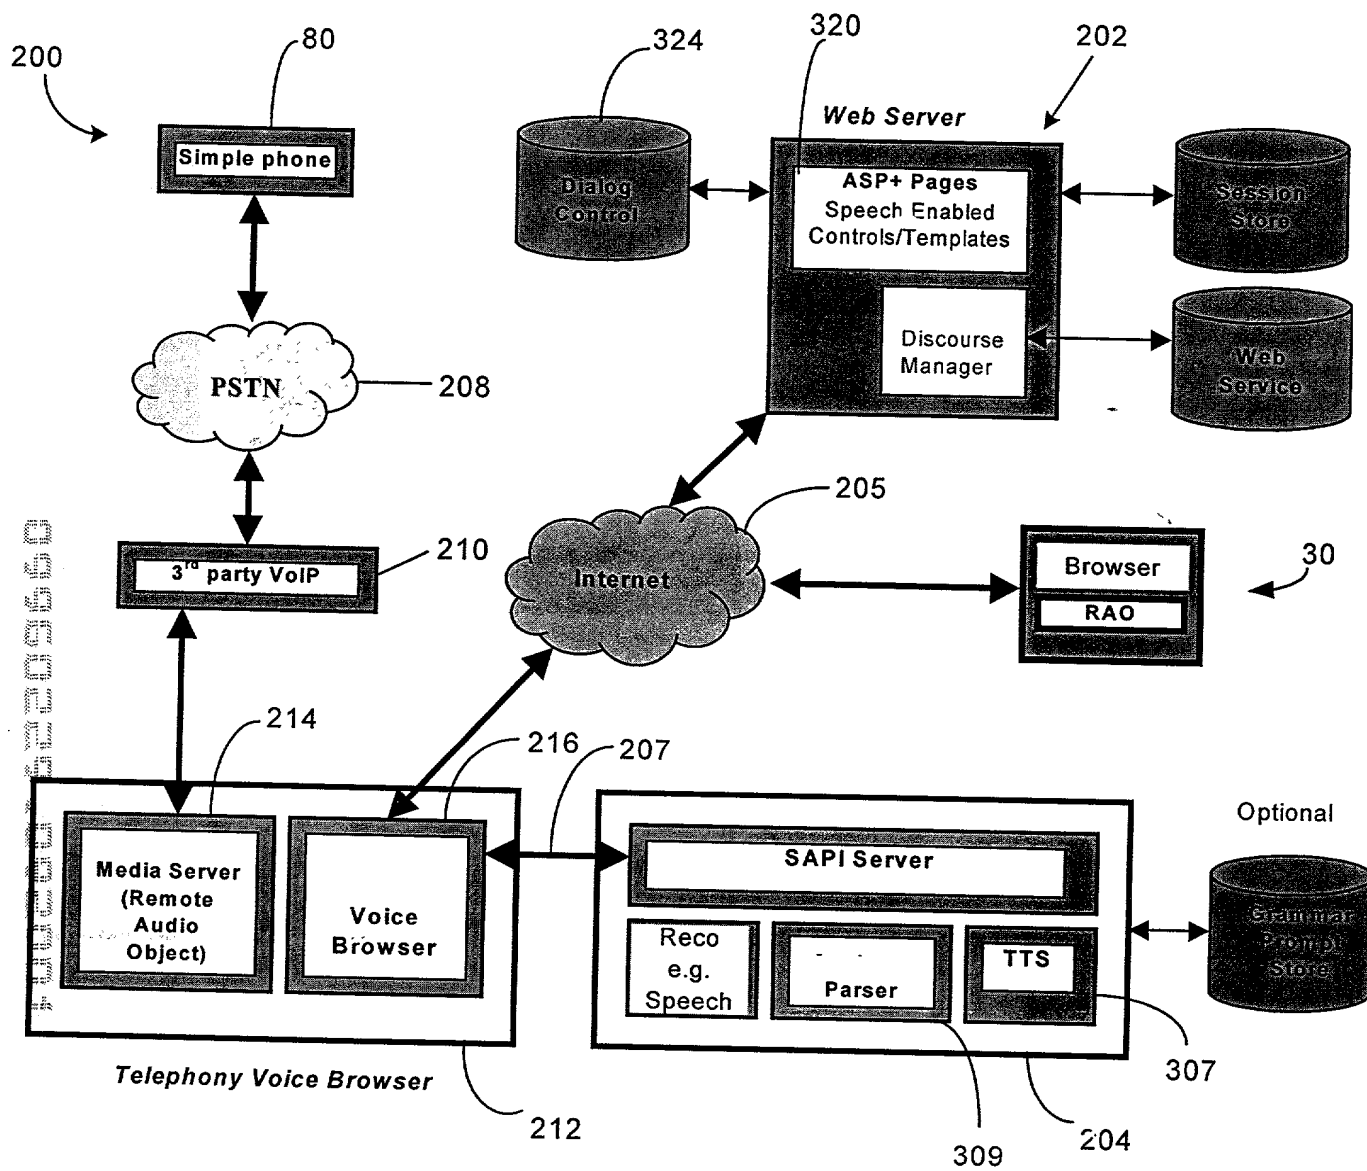 200
80
324
320
202
Web Server
Simple phone
Dialog
Control
ASP+ Pages
Speech Enabled
Controls/Templates
Session
Store
Discourse
Manager
Web
Service
PSTN
208
205
3rd party VoIP
210
Internet
Browser
RAO
30
214
216
207
Optional
Media Server
(Remote
Audio
Object)
Voice
Browser
SAPI Server
Reco
e.g.
Speech
Parser
TTS
Grammar
Prompt
Store
Telephony Voice Browser
212
309
204
307